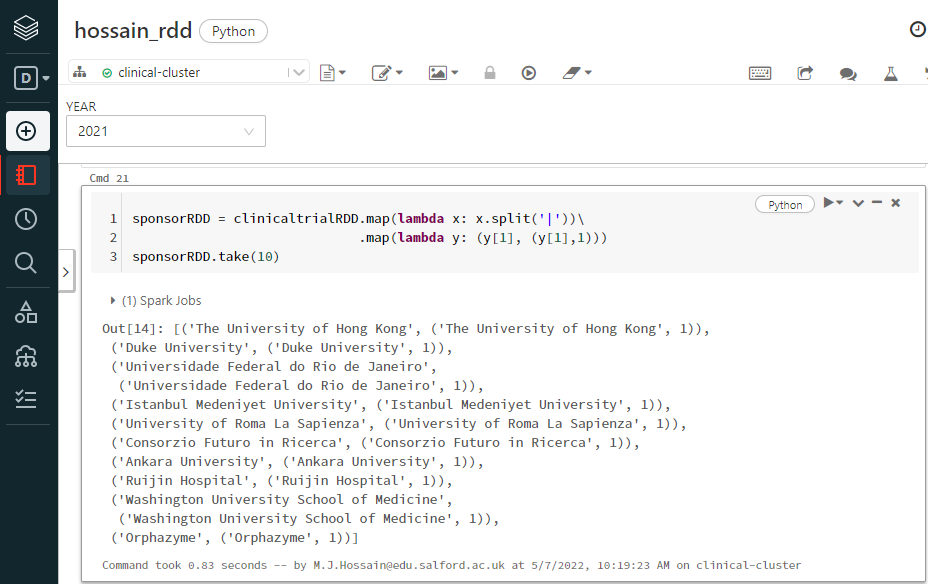 hossain_rdd Python
D
clinical-cluster
YEAR
2021
Cmd 21
Python
1 sponsorRDD = clinicaltrialRDD.map(lambda x: x.split('|'))\
2 .map(lambda y: (y[1], (y[1],1)))
3 sponsorRDD.take(10)
(1) Spark Jobs
Out[14]: [('The University of Hong Kong', ('The University of Hong Kong', 1)),
('Duke University', ('Duke University', 1)),
('Universidade Federal do Rio de Janeiro',
('Universidade Federal do Rio de Janeiro', 1)),
('Istanbul Medeniyet University', ('Istanbul Medeniyet University', 1)),
('University of Roma La Sapienza', ('University of Roma La Sapienza', 1)),
('Consorzio Futuro in Ricerca', ('Consorzio Futuro in Ricerca', 1)),
('Ankara University', ('Ankara University', 1)),
('Ruijin Hospital', ('Ruijin Hospital', 1)),
('Washington University School of Medicine',
('Washington University School of Medicine', 1)),
('Orphazyme', ('Orphazyme', 1))]
Command took 0.83 seconds -- by M.J.Hossain@edu.salford.ac.uk at 5/7/2022, 10:19:23 AM on clinical-cluster